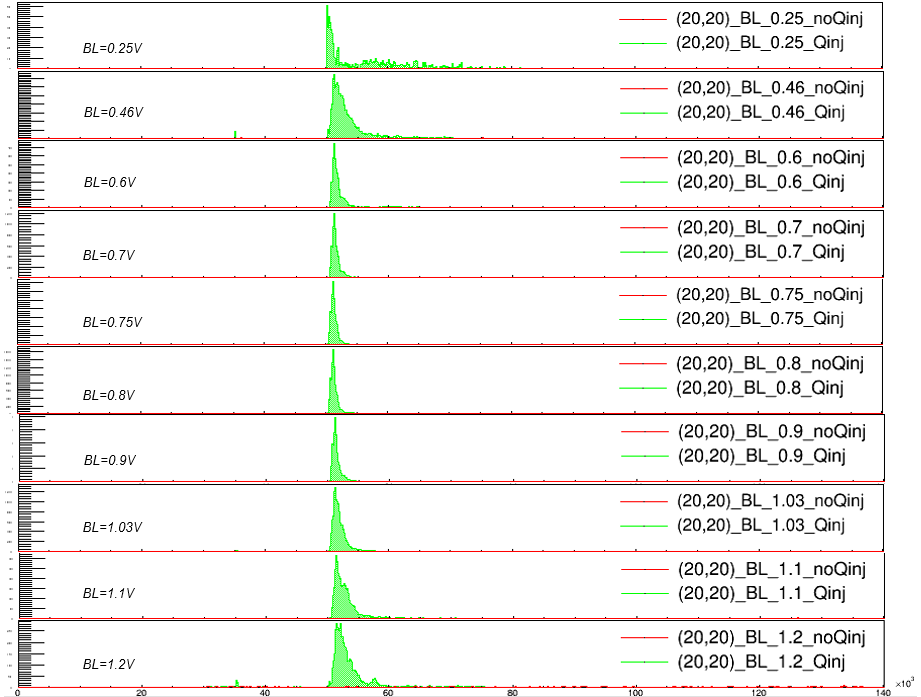 BL=0.25V
(20,20)_BL_0.25_noQinj
(20,20)_BL_0.25_Qinj
BL=0.46V
(20,20)_BL_0.46_noQinj
(20,20)_BL_0.46_Qinj
BL=0.6V
(20,20)_BL_0.6_noQinj
(20,20)_BL_0.6_Qinj
BL=0.7V
(20,20)_BL_0.7_noQinj
(20,20)_BL_0.7_Qinj
BL=0.75V
(20,20)_BL_0.75_noQinj
(20,20)_BL_0.75_Qinj
BL=0.8V
(20,20)_BL_0.8_noQinj
(20,20)_BL_0.8_Qinj
BL=0.9V
(20,20)_BL_0.9_noQinj
(20,20)_BL_0.9_Qinj
BL=1.03V
(20,20)_BL_1.03_noQinj
(20,20)_BL_1.03_Qinj
BL=1.1V
(20,20)_BL_1.1_noQinj
(20,20)_BL_1.1_Qinj
BL=1.2V
(20,20)_BL_1.2_noQinj
(20,20)_BL_1.2_Qinj
0 20 40 60 80 100 120 140 ×10³